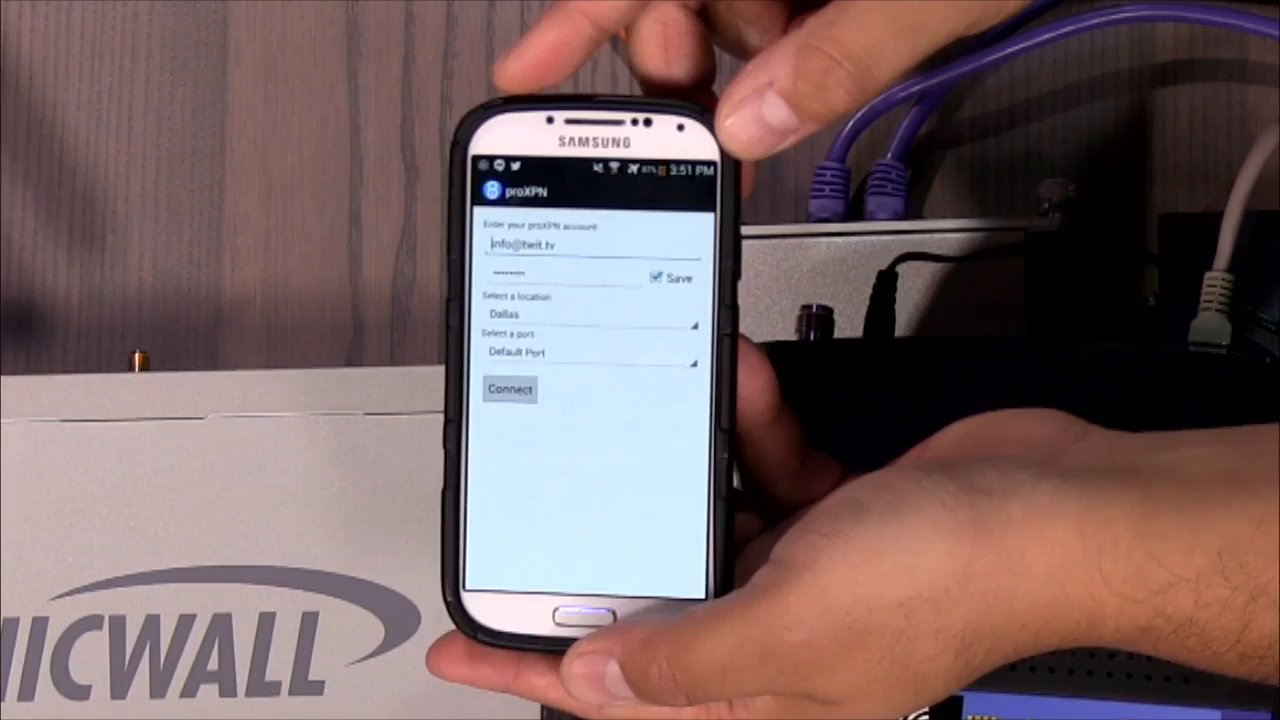 SAMSUNG
3:51 PM
proXPN
Enter your proXPN account:
info@twit.tv
Save
Select a location:
Dallas
Select a port:
Default Port
Connect
NICWALL